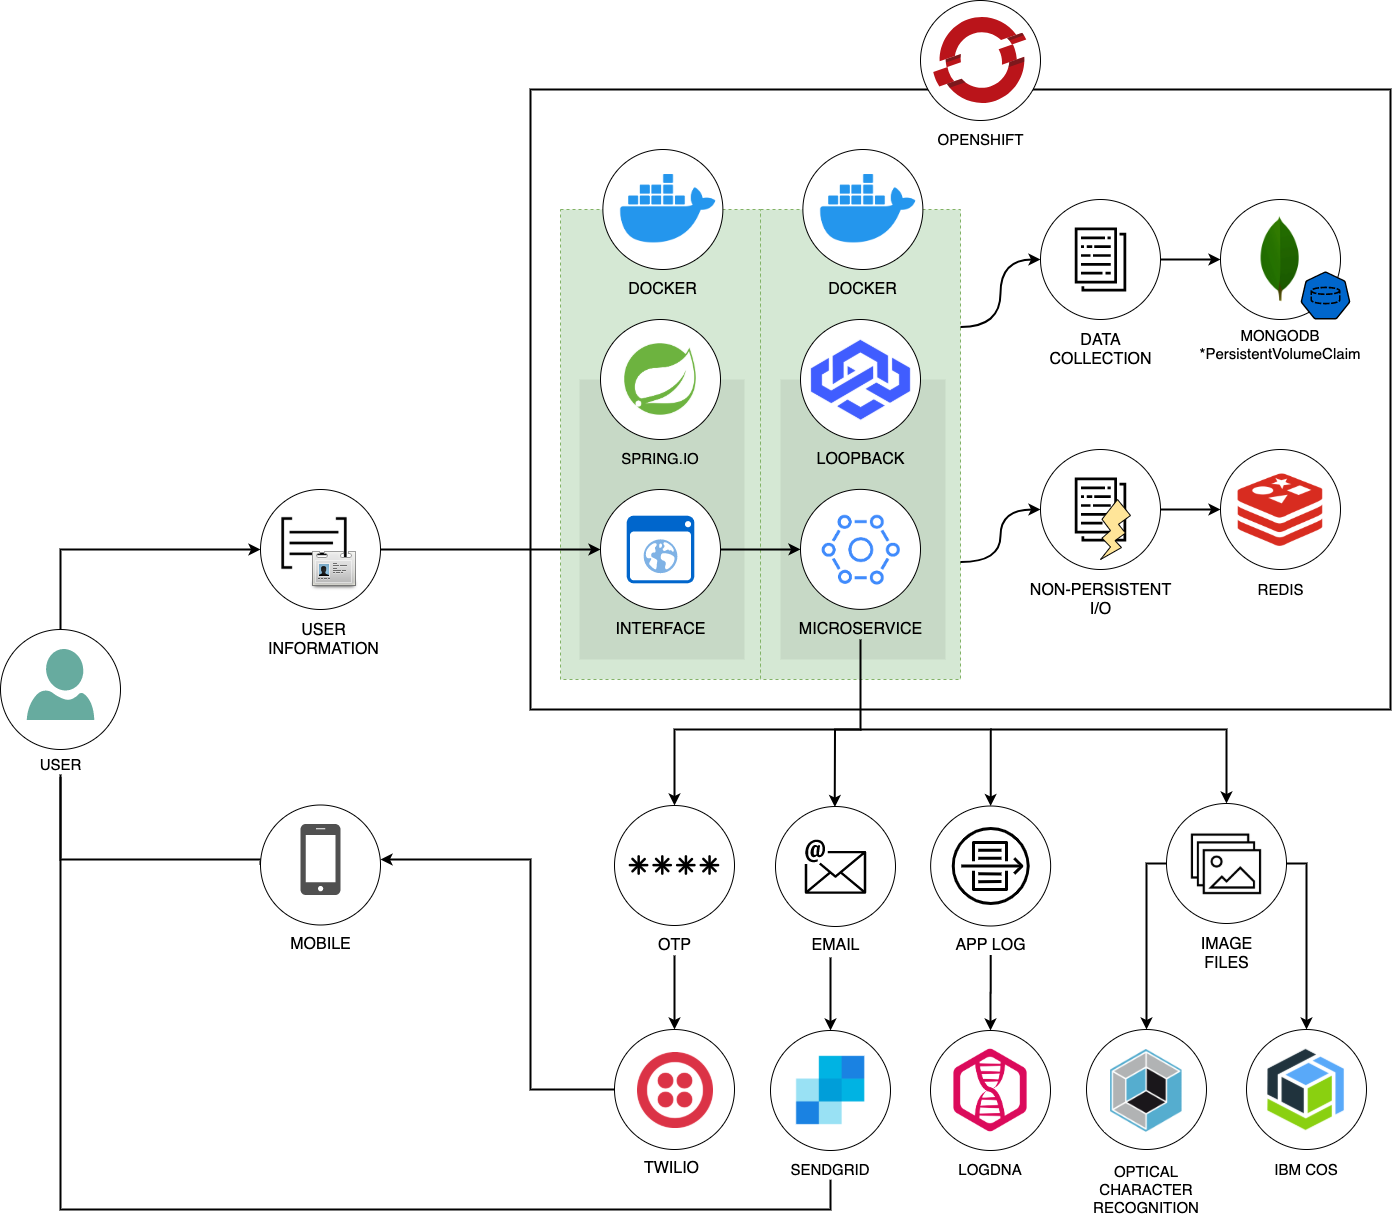 OPENSHIFT
DOCKER
DOCKER
DATA
COLLECTION
MONGODB
*PersistentVolumeClaim
SPRING.IO
LOOPBACK
USER
INFORMATION
INTERFACE
MICROSERVICE
NON-PERSISTENT
I/O
REDIS
USER
MOBILE
****
OTP
@
EMAIL
APP LOG
IMAGE
FILES
TWILIO
SENDGRID
LOGDNA
OPTICAL
CHARACTER
RECOGNITION
IBM COS